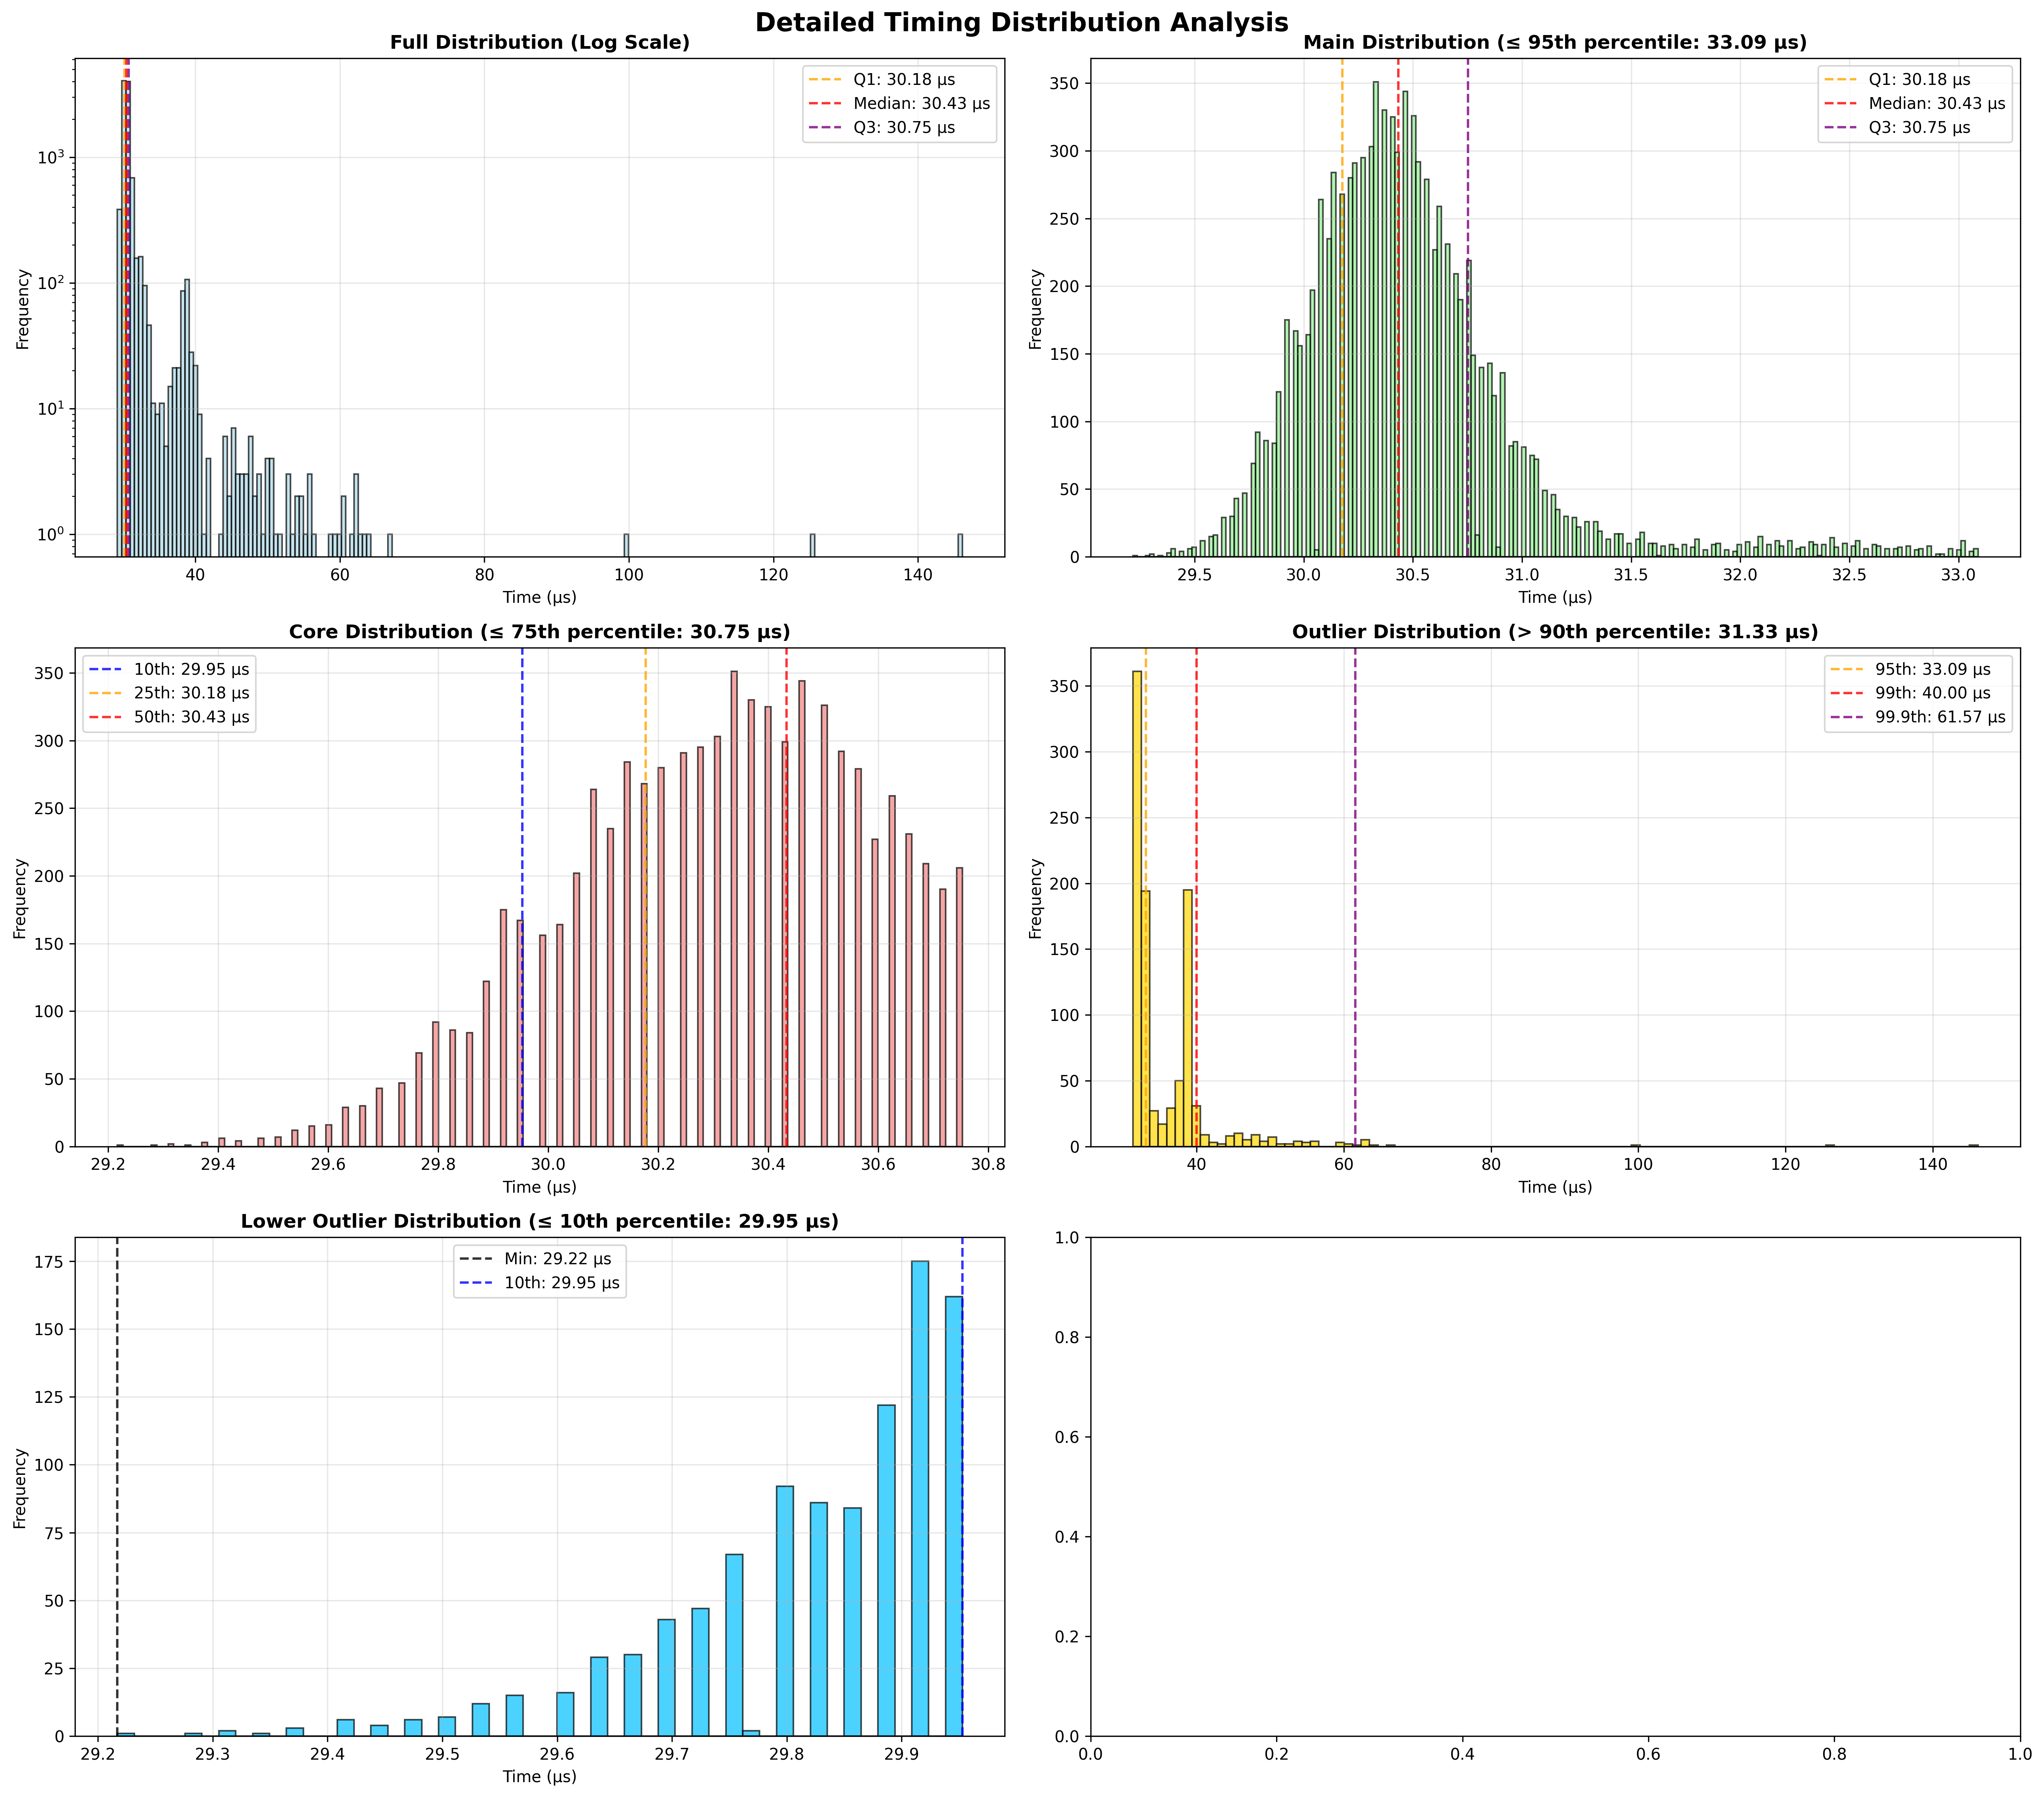 Detailed Timing Distribution Analysis
Full Distribution (Log Scale)
Frequency
10^3
10^2
10^1
10^0
40 60 80 100 120 140
Time (μs)
Q1: 30.18 μs
Median: 30.43 μs
Q3: 30.75 μs
Main Distribution (≤ 95th percentile: 33.09 μs)
Frequency
350
300
250
200
150
100
50
0
29.5 30.0 30.5 31.0 31.5 32.0 32.5 33.0
Time (μs)
Q1: 30.18 μs
Median: 30.43 μs
Q3: 30.75 μs
Core Distribution (≤ 75th percentile: 30.75 μs)
Frequency
350
300
250
200
150
100
50
0
29.2 29.4 29.6 29.8 30.0 30.2 30.4 30.6 30.8
Time (μs)
10th: 29.95 μs
25th: 30.18 μs
50th: 30.43 μs
Outlier Distribution (> 90th percentile: 31.33 μs)
Frequency
350
300
250
200
150
100
50
0
40 60 80 100 120 140
Time (μs)
95th: 33.09 μs
99th: 40.00 μs
99.9th: 61.57 μs
Lower Outlier Distribution (≤ 10th percentile: 29.95 μs)
Frequency
175
150
125
100
75
50
25
0
29.2 29.3 29.4 29.5 29.6 29.7 29.8 29.9
Time (μs)
Min: 29.22 μs
10th: 29.95 μs
1.0
0.8
0.6
0.4
0.2
0.0
0.0 0.2 0.4 0.6 0.8 1.0